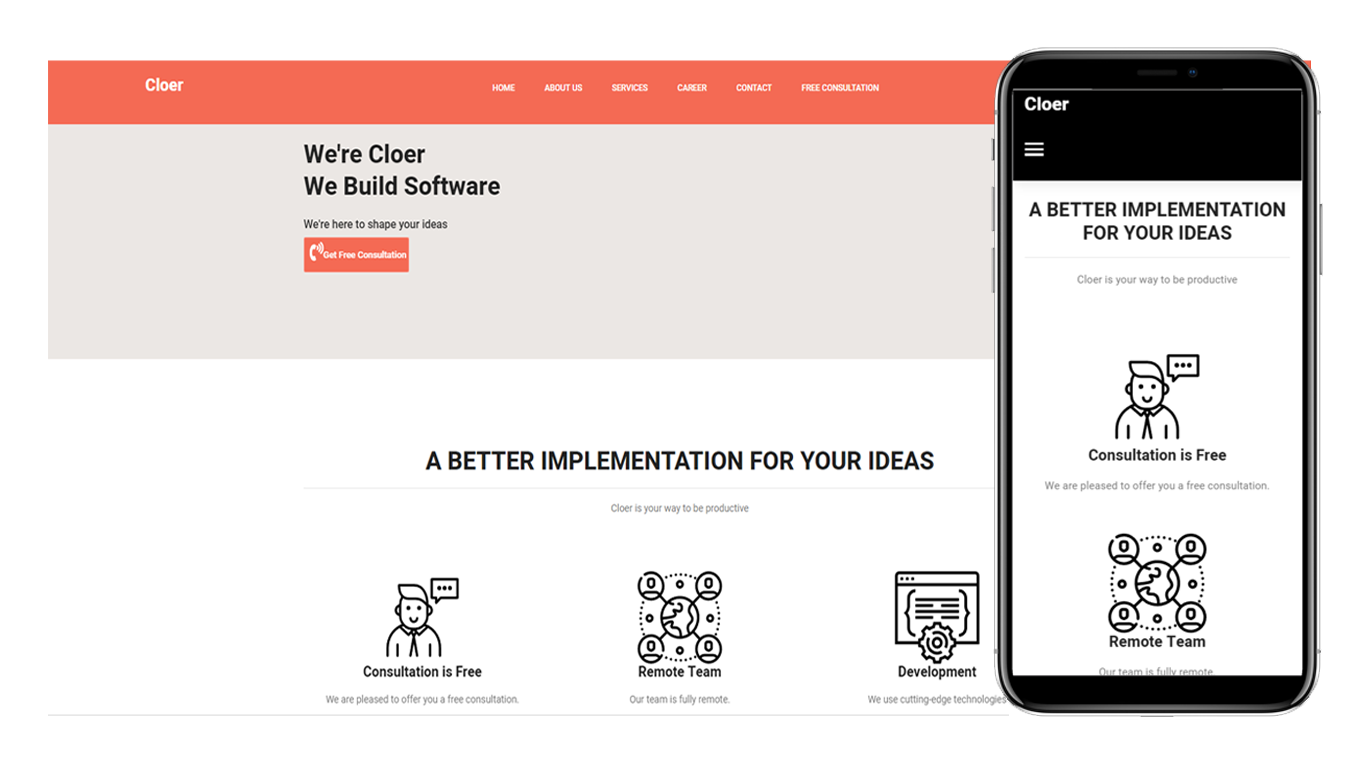 Cloer
HOME ABOUT US SERVICES CAREER CONTACT FREE CONSULTATION
We're Cloer
We Build Software
We're here to shape your ideas
Get Free Consultation
A BETTER IMPLEMENTATION FOR YOUR IDEAS
Cloer is your way to be productive
Consultation is Free
We are pleased to offer you a free consultation.
Remote Team
Our team is fully remote.
Development
We use cutting-edge technologies
Cloer
A BETTER IMPLEMENTATION
FOR YOUR IDEAS
Cloer is your way to be productive
Consultation is Free
We are pleased to offer you a free consultation.
Remote Team
Our team is fully remote